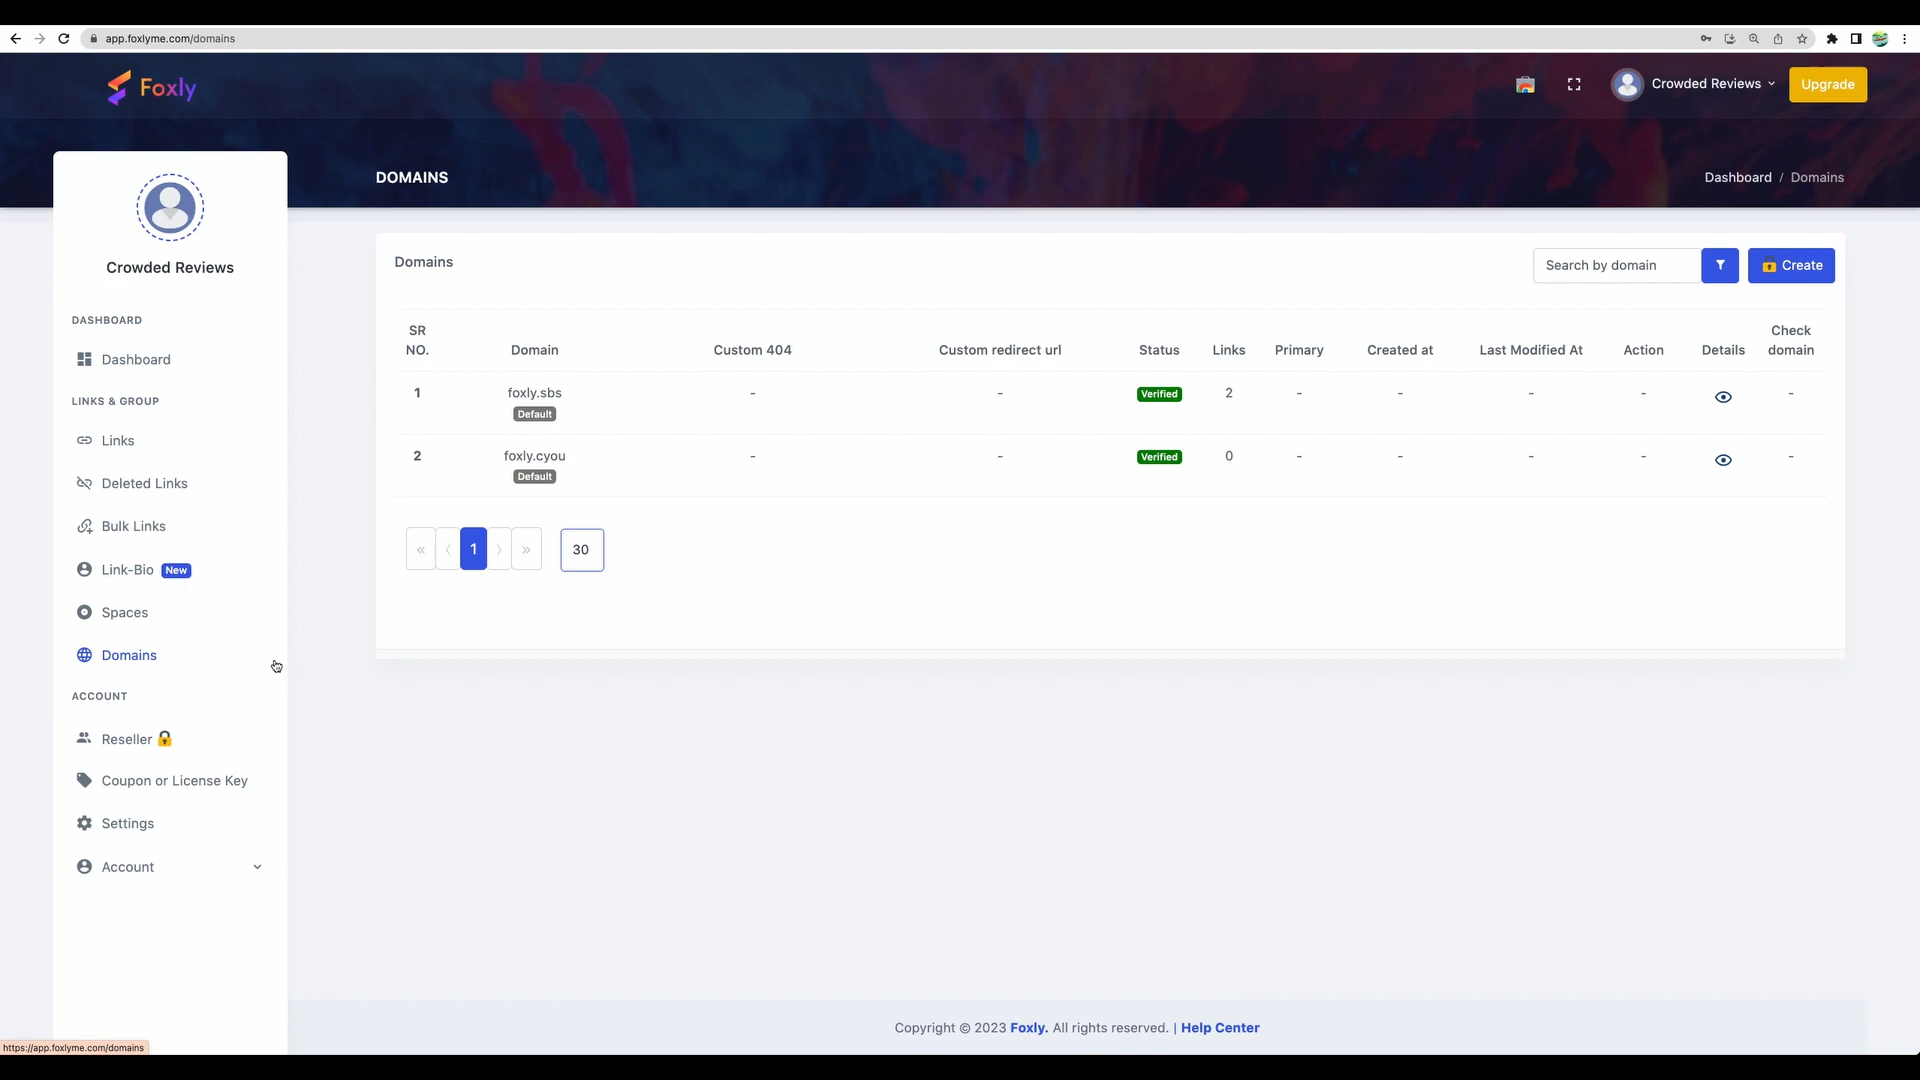 app.foxlyme.com/domains
Foxly
Crowded Reviews
Upgrade
DOMAINS
Dashboard / Domains
Crowded Reviews
DASHBOARD
Dashboard
LINKS & GROUP
Links
Deleted Links
Bulk Links
Link-Bio New
Spaces
Domains
ACCOUNT
Reseller
Coupon or License Key
Settings
Account
Domains
Search by domain
Create
SR NO. Domain Custom 404 Custom redirect url Status Links Primary Created at Last Modified At Action Details Check domain
1 foxly.sbs - - Verified 2 - - - - -
Default
2 foxly.cyou - - Verified 0 - - - - -
Default
« ‹ 1 › » 30
Copyright © 2023 Foxly. All rights reserved. | Help Center
https://app.foxlyme.com/domains